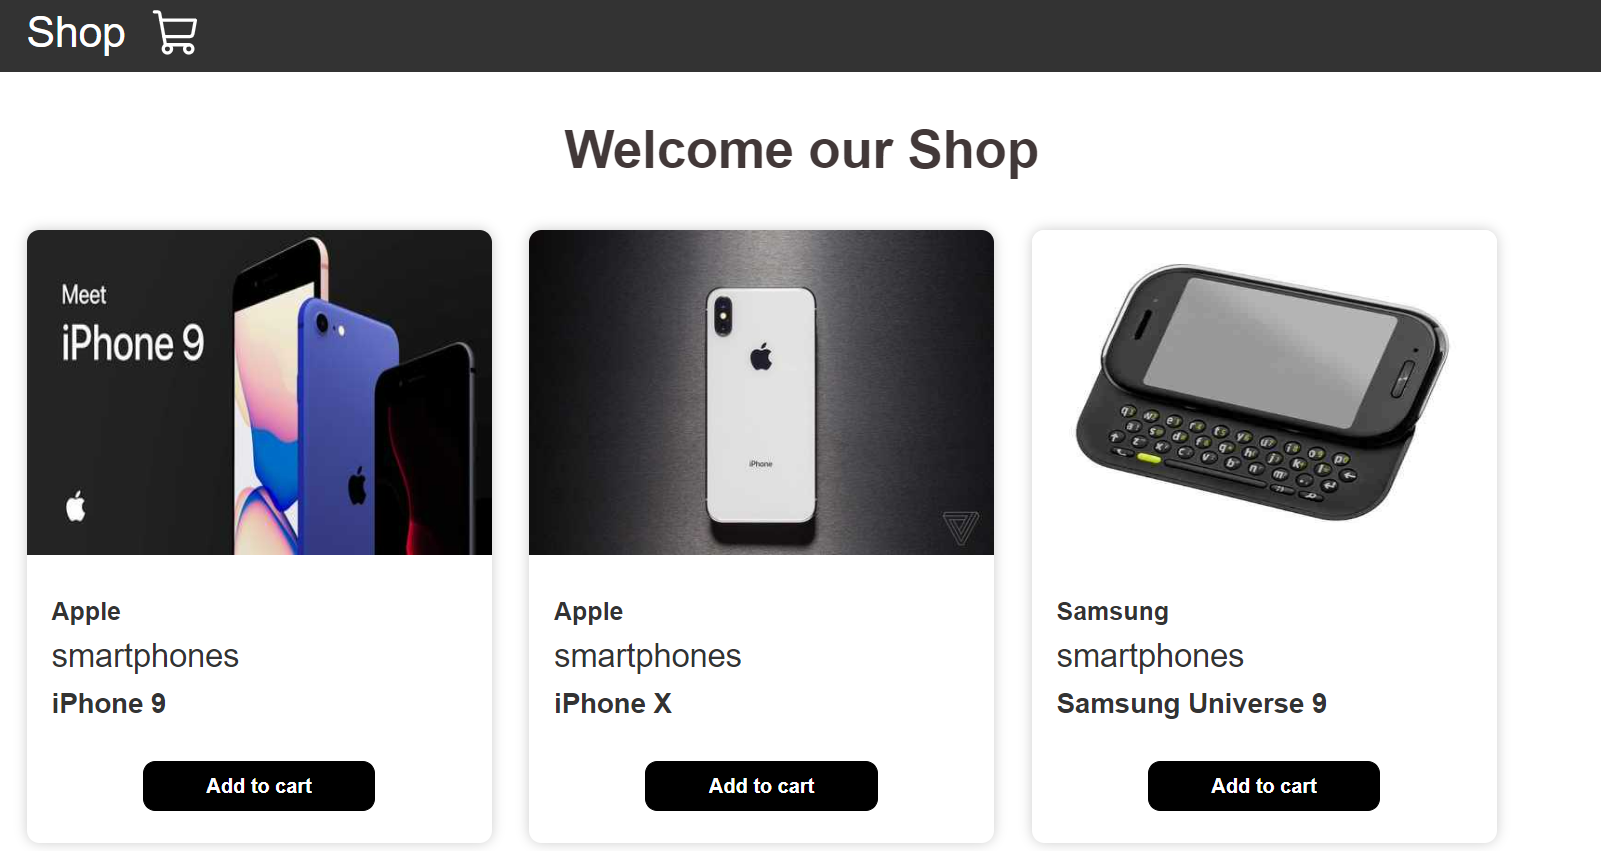 Shop
Welcome our Shop
Meet
iPhone 9
iPhone
Apple
smartphones
iPhone 9
Add to cart
Apple
smartphones
iPhone X
Add to cart
Samsung
smartphones
Samsung Universe 9
Add to cart